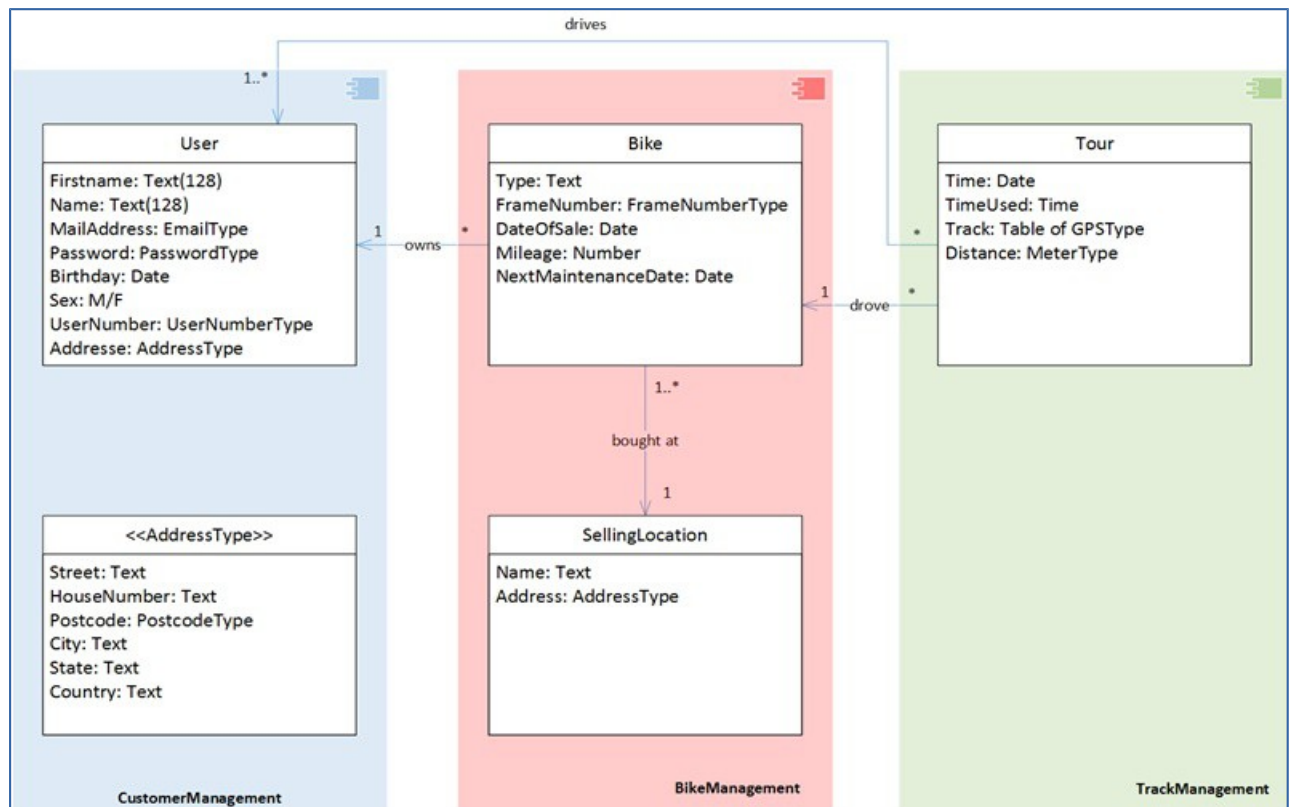 drives
1..*
User
Firstname: Text(128)
Name: Text(128)
MailAddress: EmailType
Password: PasswordType
Birthday: Date
Sex: M/F
UserNumber: UserNumberType
Addresse: AddressType
1
owns
*
Bike
Type: Text
FrameNumber: FrameNumberType
DateOfSale: Date
Mileage: Number
NextMaintenanceDate: Date
1
drove
*
*
Tour
Time: Date
TimeUsed: Time
Track: Table of GPSType
Distance: MeterType
1..*
bought at
1
<<AddressType>>
Street: Text
HouseNumber: Text
Postcode: PostcodeType
City: Text
State: Text
Country: Text
SellingLocation
Name: Text
Address: AddressType
CustomerManagement
BikeManagement
TrackManagement